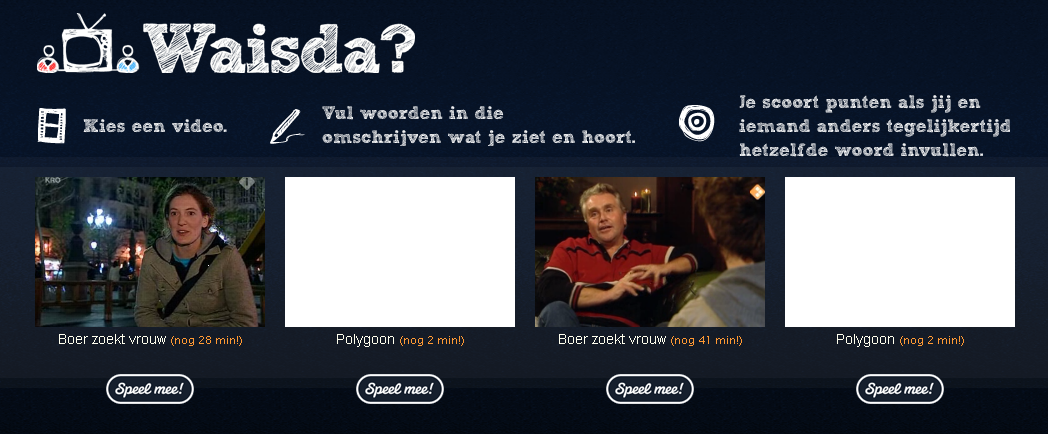 Waisda?
Kies een video.
Vul woorden in die
omschrijven wat je ziet en hoort.
Je scoort punten als jij en
iemand anders tegelijkertijd
hetzelfde woord invullen.
KRO
Boer zoekt vrouw (nog 28 min!)
Polygoon (nog 2 min!)
Boer zoekt vrouw (nog 41 min!)
Polygoon (nog 2 min!)
Speel mee!
Speel mee!
Speel mee!
Speel mee!